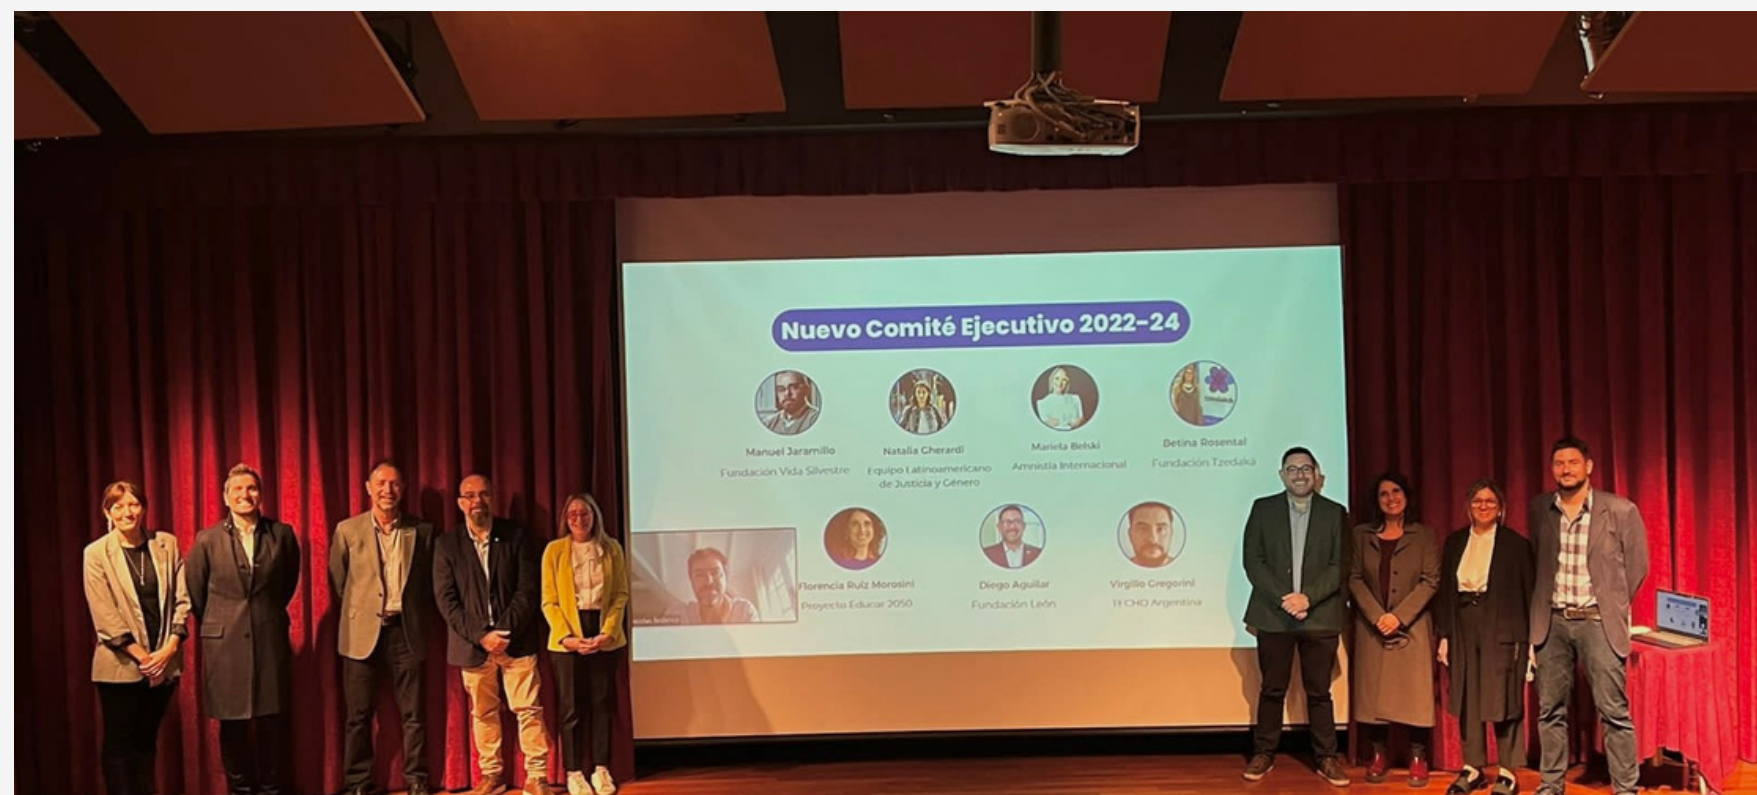 Nuevo Comité Ejecutivo 2022-24
Manuel Jaramillo
Fundación Vida Silvestre
Natalia Gherardi
Equipo Latinoamericano
de Justicia y Género
Mariela Belski
Amnistía Internacional
Betina Rosental
Fundación Tzedaká
Florencia Ruiz Morosini
Proyecto Educar 2050
Diego Aguilar
Fundación León
Virgilio Gregorini
TECHO Argentina